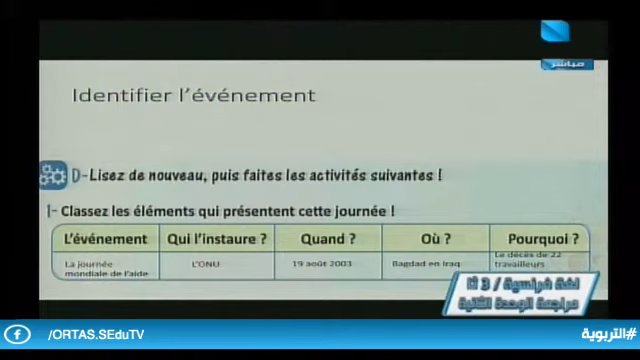 مباشر
Identifier l'événement
D-Lisez de nouveau, puis faites les activités suivantes !
I- Classez les éléments qui présentent cette journée !
L'événement Qui l'instaure ? Quand ? Où ? Pourquoi ?
La journée mondiale de l'aide L'ONU 19 août 2003 Bagdad en Iraq Le décès de 22 travailleurs
لغة فرنسية / 3 ثا
مراجعة الوحدة الثانية
/ORTAS.SEduTV
#التربوية